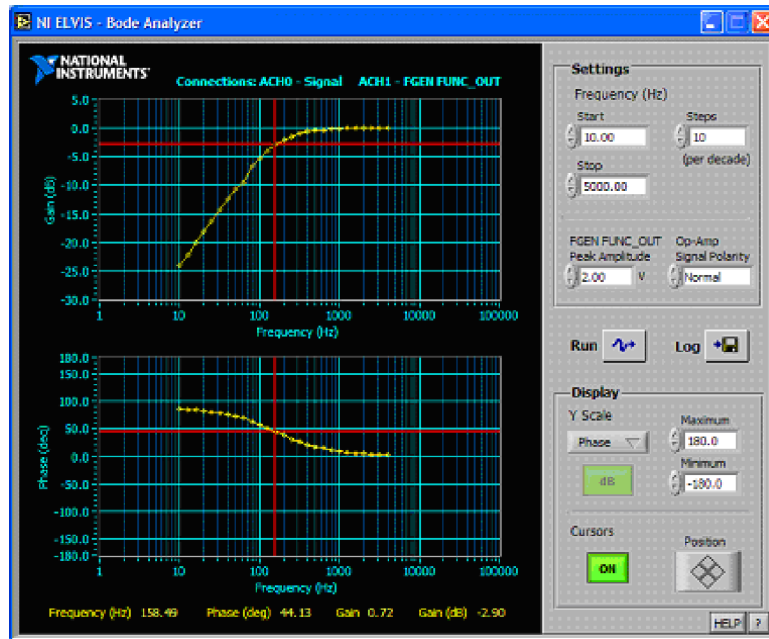 NI ELVIS - Bode Analyzer
NATIONAL
INSTRUMENTS
Connections: ACH0 - Signal ACH1 - FGEN FUNC_OUT
5.0
0.0
-5.0
-10.0
-15.0
-20.0
-25.0
-30.0
Gain (dB)
1 10 100 1000 10000 100000
Frequency (Hz)
180.0
150.0
100.0
50.0
0.0
-50.0
-100.0
-150.0
-180.0
Phase (deg)
1 10 100 1000 10000 100000
Frequency (Hz)
Frequency (Hz) 158.49 Phase (deg) 44.13 Gain 0.72 Gain (dB) -2.90
Settings
Frequency (Hz)
Start Steps
10.00 10
(per decade)
Stop
5000.00
FGEN FUNC_OUT Op-Amp
Peak Amplitude Signal Polarity
2.00 V Normal
Run Log
Display
Y Scale Maximum
Phase 180.0
Minimum
dB -180.0
Cursors Position
ON
HELP ?